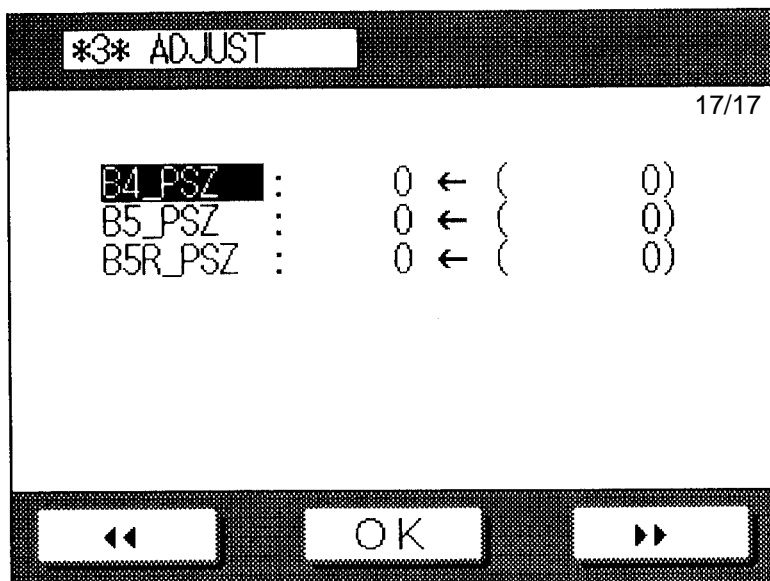 *3* ADJUST
17/17
B4_PSZ : 0 ← ( 0)
B5_PSZ : 0 ← ( 0)
B5R_PSZ : 0 ← ( 0)
OK